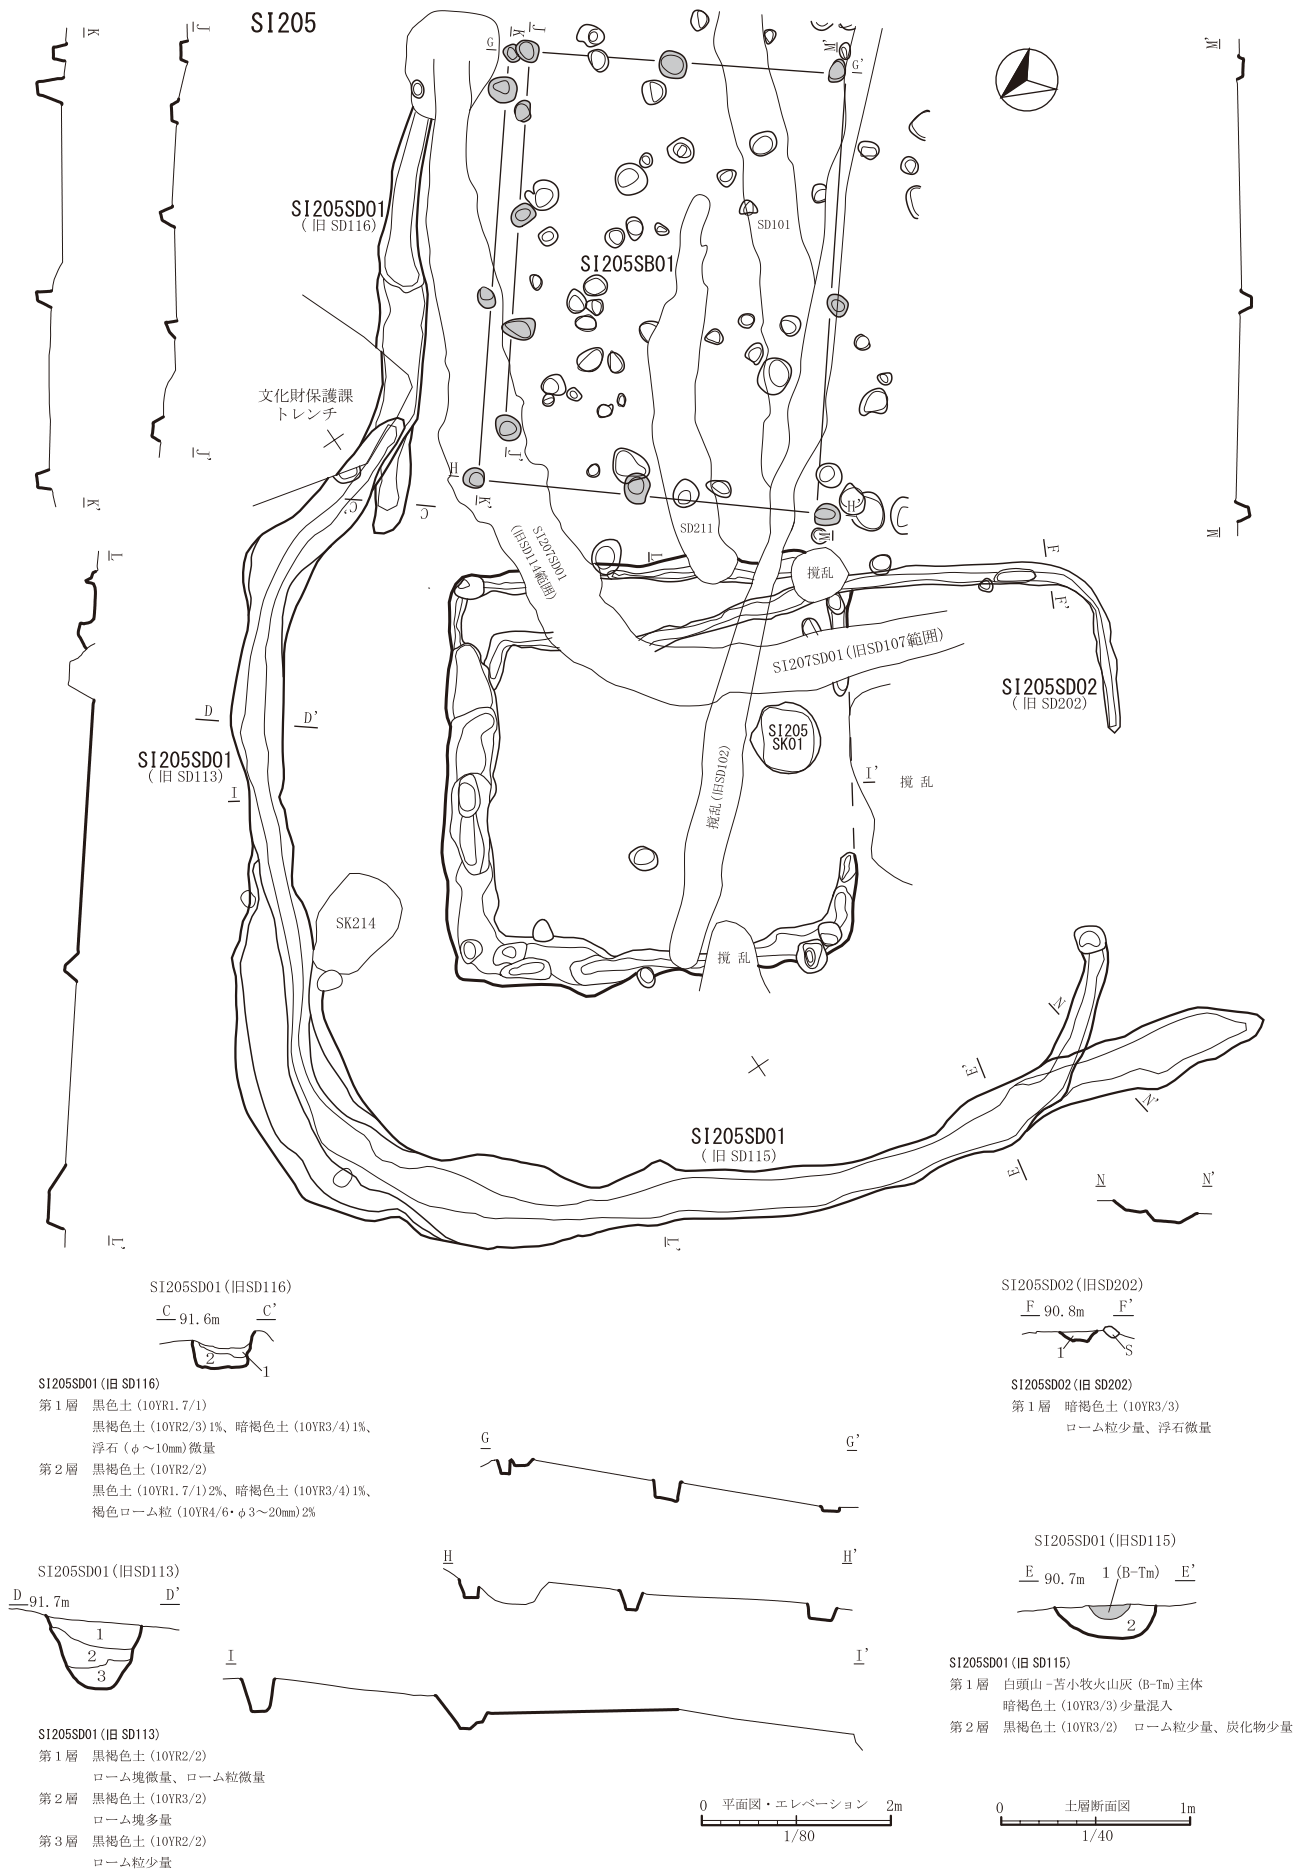 SI205
K
J
G
K
J
M'
G'
M'
SI205SD01
(旧SD116)
SD101
SI205SB01
文化財保護課
トレンチ
J'
J'
H
K'
K'
C'
C
H'
M
M
SD211
SI207SD01
(旧SD114範囲)
L
L
撹乱
F
F'
SI207SD01(旧SD107範囲)
SI205SD02
(旧SD202)
D
D'
SI205
SK01
SI205SD01
(旧SD113)
I
撹乱(旧SD102)
I'
撹乱
SK214
撹乱
N
E'
N'
SI205SD01
(旧SD115)
E
N
N'
L'
L'
SI205SD01(旧SD116)
C 91.6m C'
2
1
SI205SD01(旧SD116)
第1層 黒色土(10YR1.7/1)
黒褐色土(10YR2/3)1%、暗褐色土(10YR3/4)1%、
浮石(φ～10mm)微量
第2層 黒褐色土(10YR2/2)
黒色土(10YR1.7/1)2%、暗褐色土(10YR3/4)1%、
褐色ローム粒(10YR4/6・φ3～20mm)2%
SI205SD02(旧SD202)
F 90.8m F'
1
S
SI205SD02(旧SD202)
第1層 暗褐色土(10YR3/3)
ローム粒少量、浮石微量
G
G'
H
H'
I
I'
SI205SD01(旧SD113)
D 91.7m D'
1
2
3
SI205SD01(旧SD113)
第1層 黒褐色土(10YR2/2)
ローム塊微量、ローム粒微量
第2層 黒褐色土(10YR3/2)
ローム塊多量
第3層 黒褐色土(10YR2/2)
ローム粒少量
SI205SD01(旧SD115)
E 90.7m 1(B-Tm) E'
2
SI205SD01(旧SD115)
第1層 白頭山-苫小牧火山灰(B-Tm)主体
暗褐色土(10YR3/3)少量混入
第2層 黒褐色土(10YR3/2) ローム粒少量、炭化物少量
0 平面図・エレベーション 2m
1/80
0 土層断面図 1m
1/40